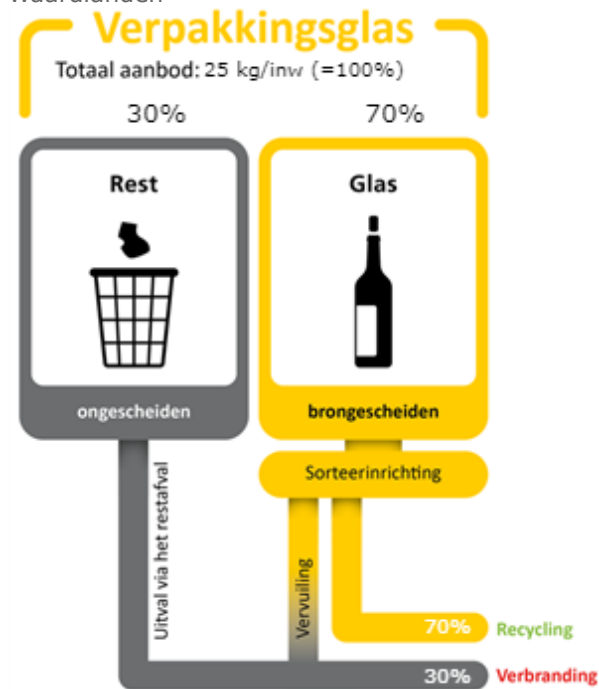 Waardlanden
Verpakkingsglas
Totaal aanbod: 25 kg/inw (=100%)
30%
70%
Rest
Glas
ongescheiden
brongescheiden
Sorteerinrichting
Uitval via het restafval
Vervuiling
70% Recycling
30% Verbranding